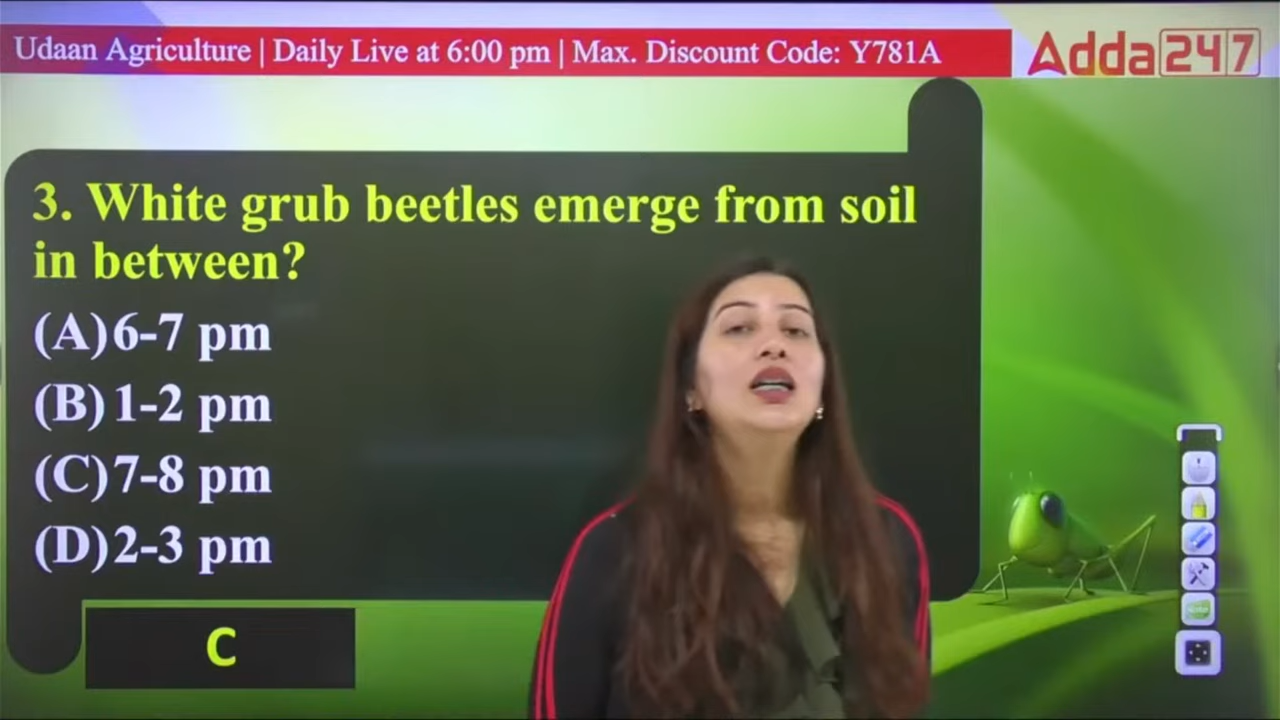 Udaan Agriculture | Daily Live at 6:00 pm | Max. Discount Code: Y781A
Adda247
3. White grub beetles emerge from soil
in between?
(A) 6-7 pm
(B) 1-2 pm
(C) 7-8 pm
(D) 2-3 pm
C